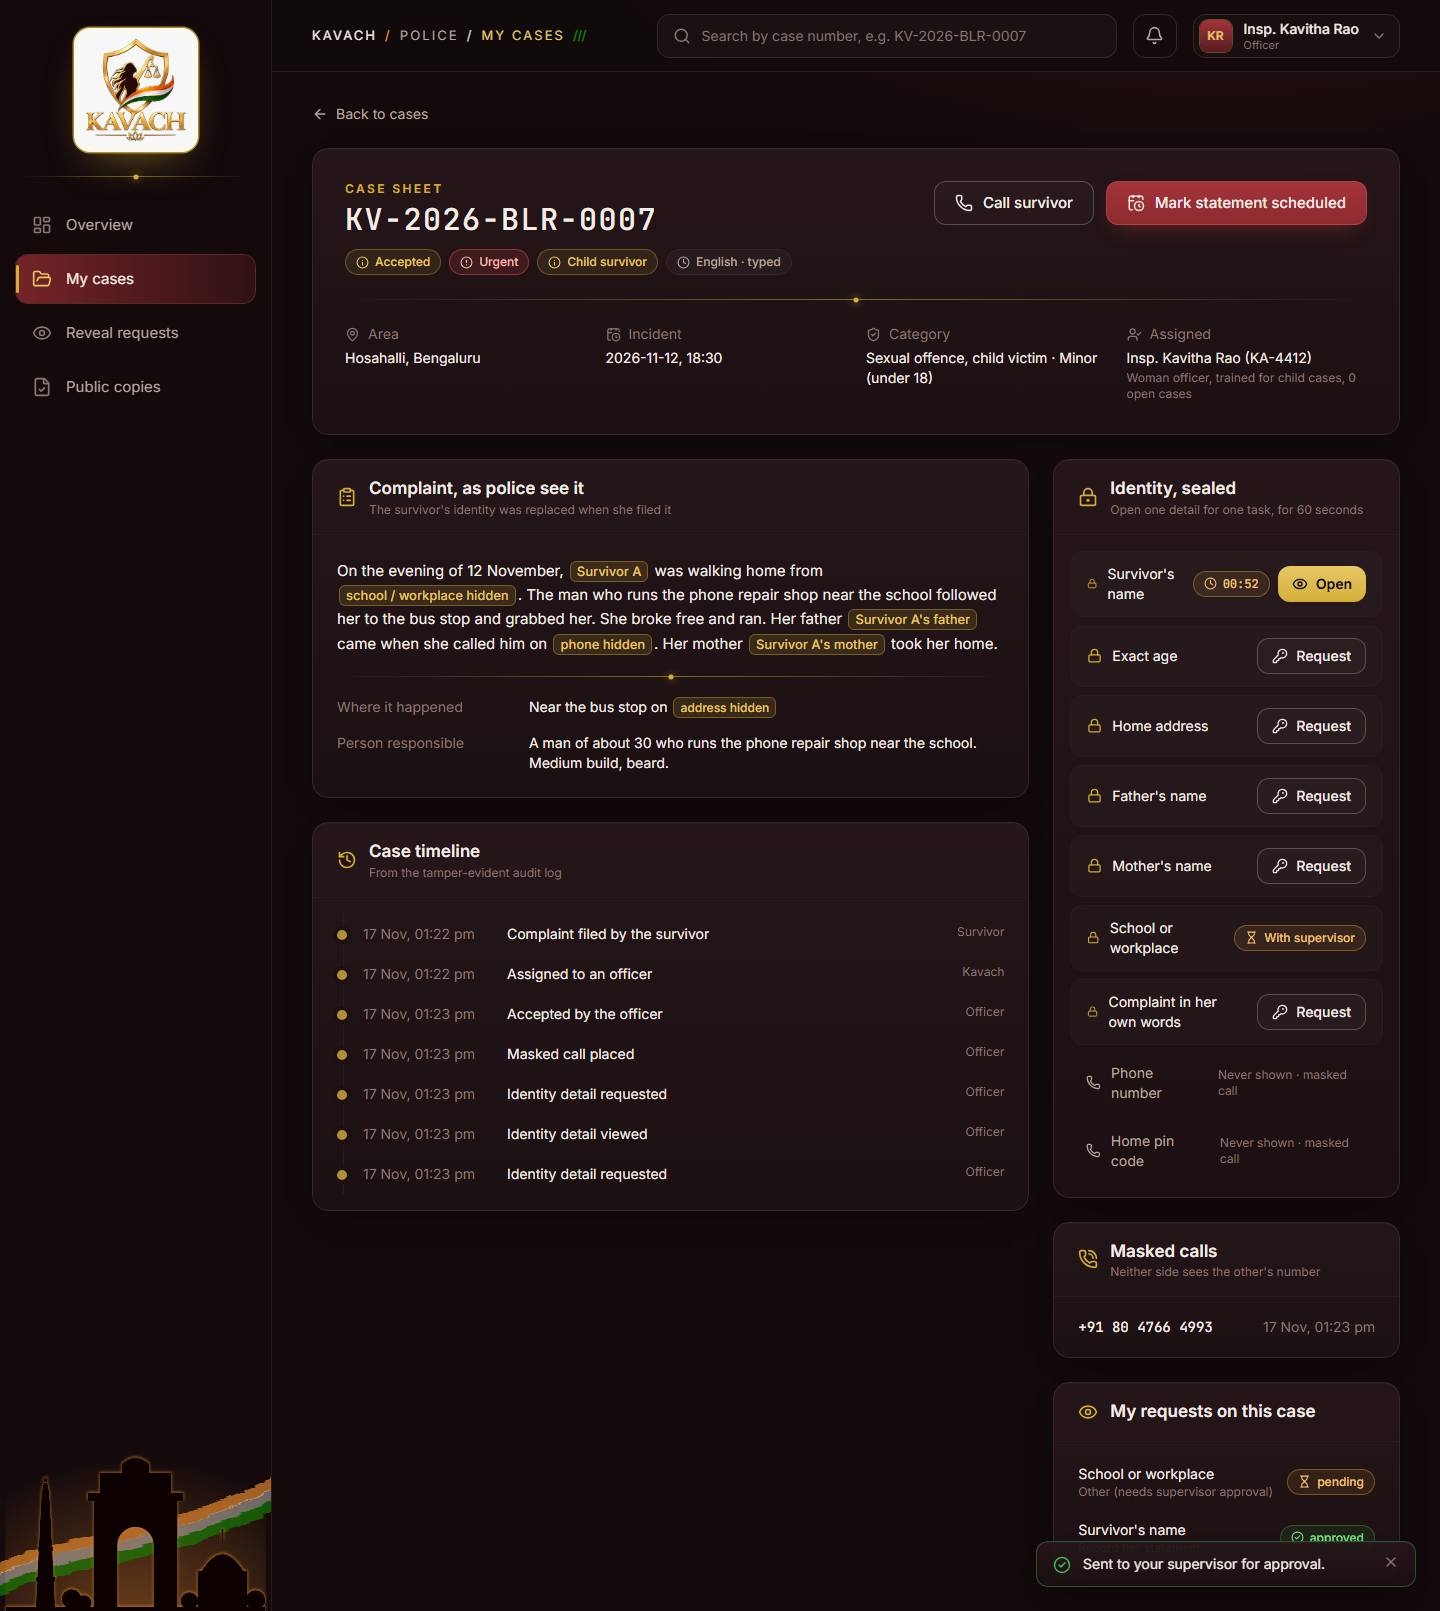 KAVACH
KAVACH / POLICE / MY CASES ///
Search by case number, e.g. KV-2026-BLR-0007
KR
Insp. Kavitha Rao
Officer
Overview
My cases
Reveal requests
Public copies
Back to cases
CASE SHEET
KV-2026-BLR-0007
Call survivor
Mark statement scheduled
Accepted
Urgent
Child survivor
English · typed
Area
Hosahalli, Bengaluru
Incident
2026-11-12, 18:30
Category
Sexual offence, child victim · Minor
(under 18)
Assigned
Insp. Kavitha Rao (KA-4412)
Woman officer, trained for child cases, 0
open cases
Complaint, as police see it
The survivor's identity was replaced when she filed it
On the evening of 12 November, Survivor A was walking home from
school / workplace hidden . The man who runs the phone repair shop near the school followed
her to the bus stop and grabbed her. She broke free and ran. Her father Survivor A's father
came when she called him on phone hidden . Her mother Survivor A's mother took her home.
Where it happened
Near the bus stop on address hidden
Person responsible
A man of about 30 who runs the phone repair shop near the school.
Medium build, beard.
Case timeline
From the tamper-evident audit log
17 Nov, 01:22 pm Complaint filed by the survivor Survivor
17 Nov, 01:22 pm Assigned to an officer Kavach
17 Nov, 01:23 pm Accepted by the officer Officer
17 Nov, 01:23 pm Masked call placed Officer
17 Nov, 01:23 pm Identity detail requested Officer
17 Nov, 01:23 pm Identity detail viewed Officer
17 Nov, 01:23 pm Identity detail requested Officer
Identity, sealed
Open one detail for one task, for 60 seconds
Survivor's
name
00:52
Open
Exact age
Request
Home address
Request
Father's name
Request
Mother's name
Request
School or
workplace
With supervisor
Complaint in her
own words
Request
Phone
number
Never shown · masked
call
Home pin
code
Never shown · masked
call
Masked calls
Neither side sees the other's number
+91 80 4766 4993
17 Nov, 01:23 pm
My requests on this case
School or workplace
Other (needs supervisor approval)
pending
Survivor's name
approved
Record her statement
Sent to your supervisor for approval.